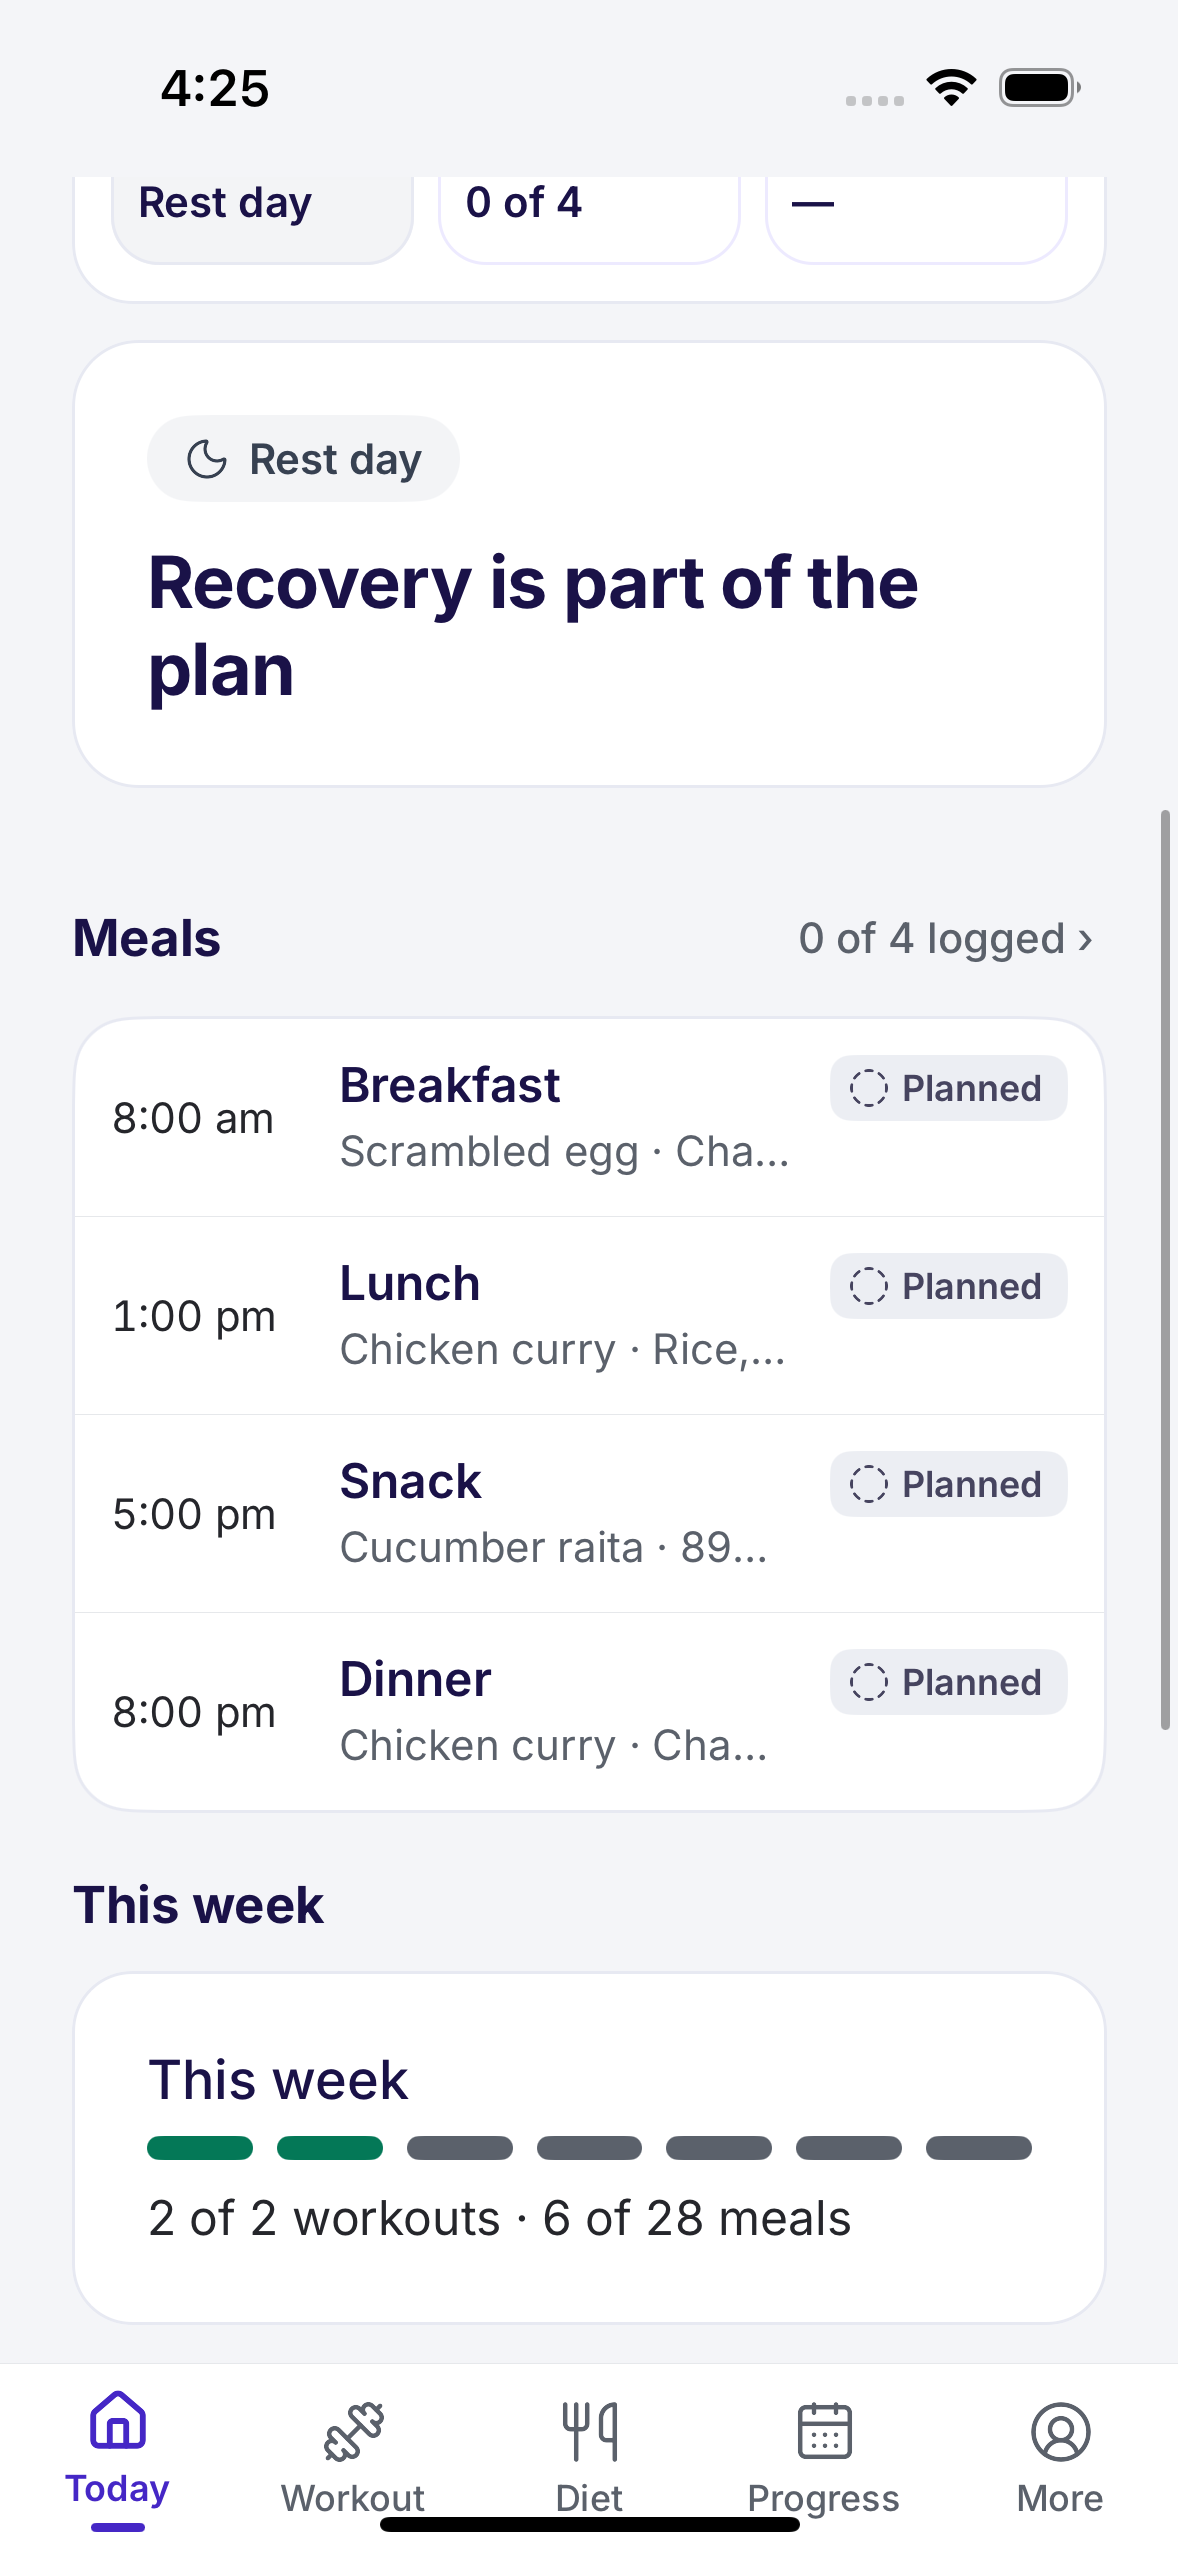 4:25
Rest day
0 of 4
—
Rest day
Recovery is part of the
plan
Meals
0 of 4 logged ›
8:00 am
Breakfast
Planned
Scrambled egg · Cha...
1:00 pm
Lunch
Planned
Chicken curry · Rice,...
5:00 pm
Snack
Planned
Cucumber raita · 89...
8:00 pm
Dinner
Planned
Chicken curry · Cha...
This week
This week
2 of 2 workouts · 6 of 28 meals
Today
Workout
Diet
Progress
More